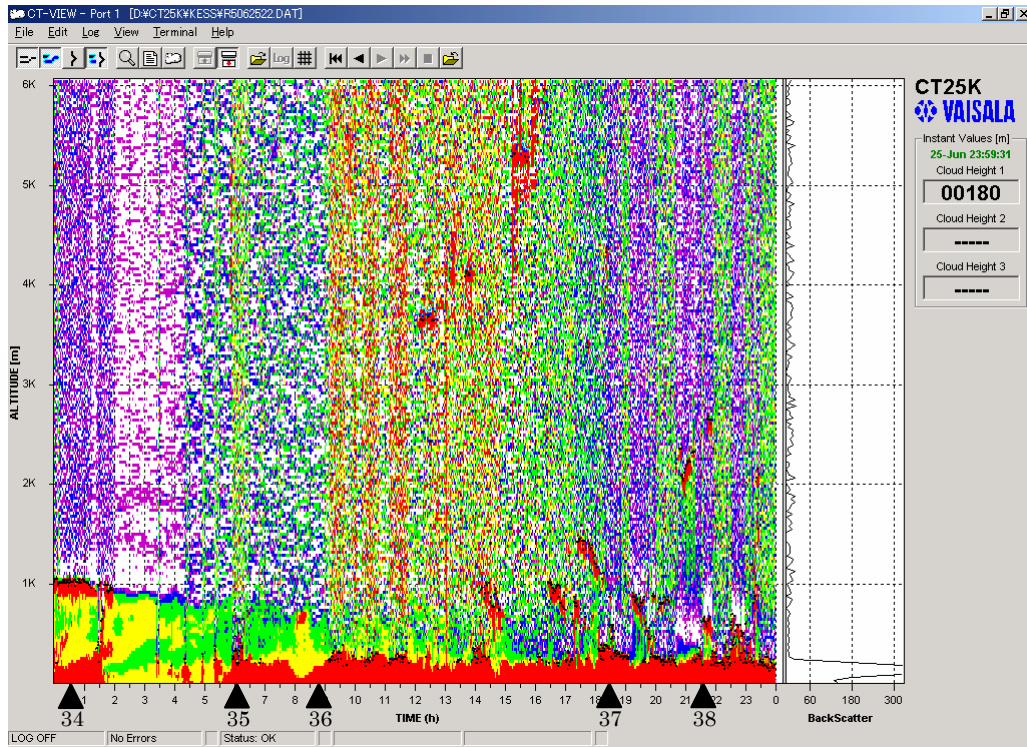 CT-VIEW - Port 1 [D:¥CT25K¥KESS¥R5062522.DAT]
File Edit Log View Terminal Help
Log
6K
5K
4K
3K
2K
1K
ALTITUDE [m]
1 2 3 4 5 6 7 8 9 10 11 12 13 14 15 16 17 18 19 20 21 22 23 0
34 35 36 37 38
TIME (h)
60 180 300
BackScatter
CT25K
VAISALA
Instant Values [m]
25-Jun 23:59:31
Cloud Height 1
00180
Cloud Height 2
-----
Cloud Height 3
-----
LOG OFF No Errors Status: OK